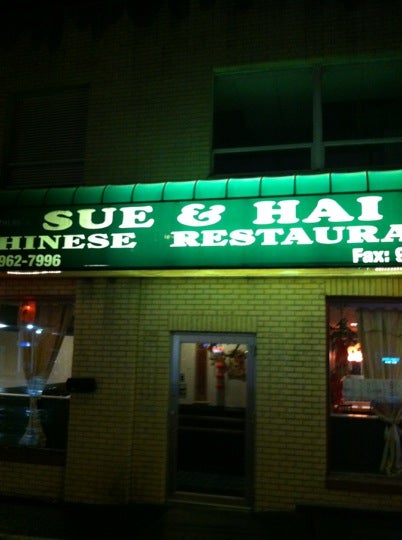 SUE & HAI
HINESE RESTAURA
962-7996 Fax: 9